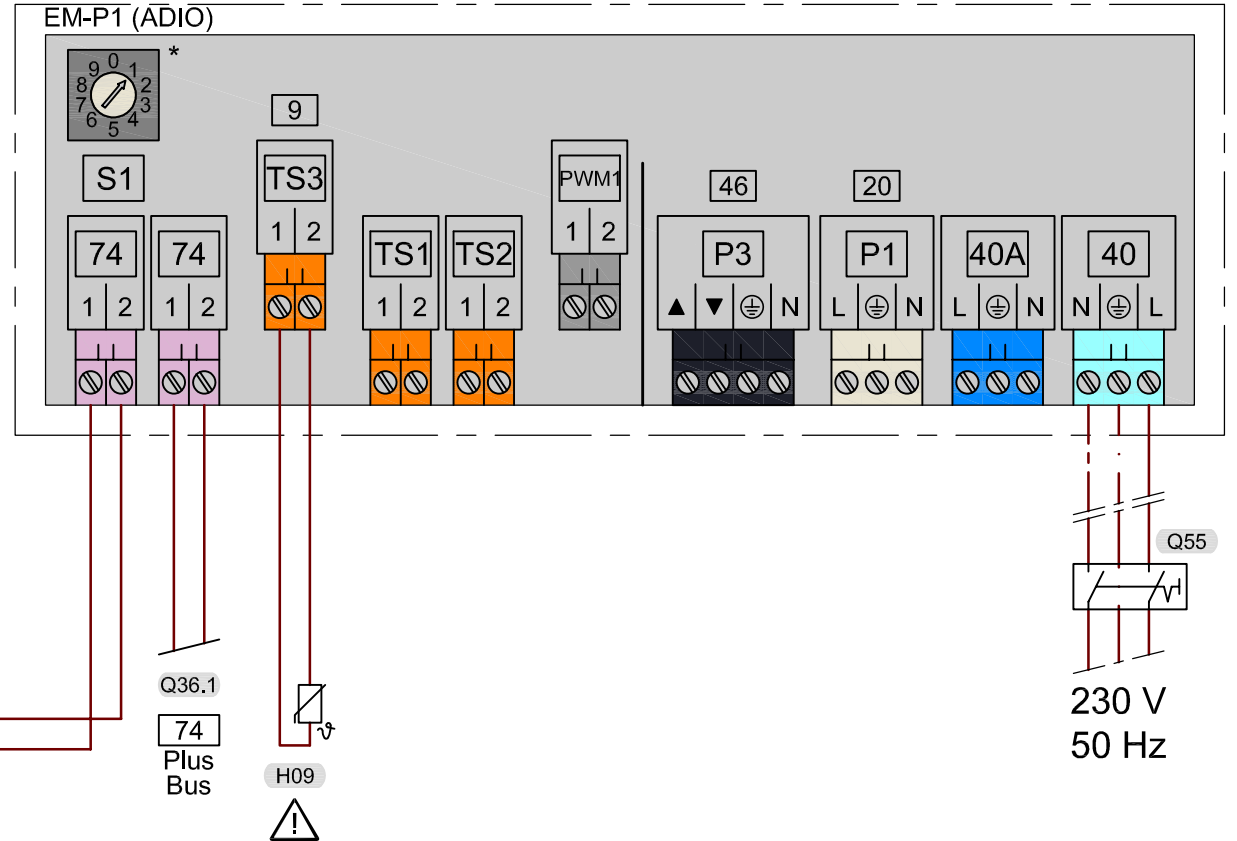 EM-P1 (ADIO)
*
0
1
2
3
4
5
6
7
8
9
S1
9
TS3
1 2
PWM1
1 2
46
20
74
1 2
74
1 2
TS1
1 2
TS2
1 2
P3
▲ ▼ ⏚ N
P1
L ⏚ N
40A
L ⏚ N
40
N ⏚ L
Q55
230 V
50 Hz
Q36.1
74
Plus
Bus
ϑ
H09
!